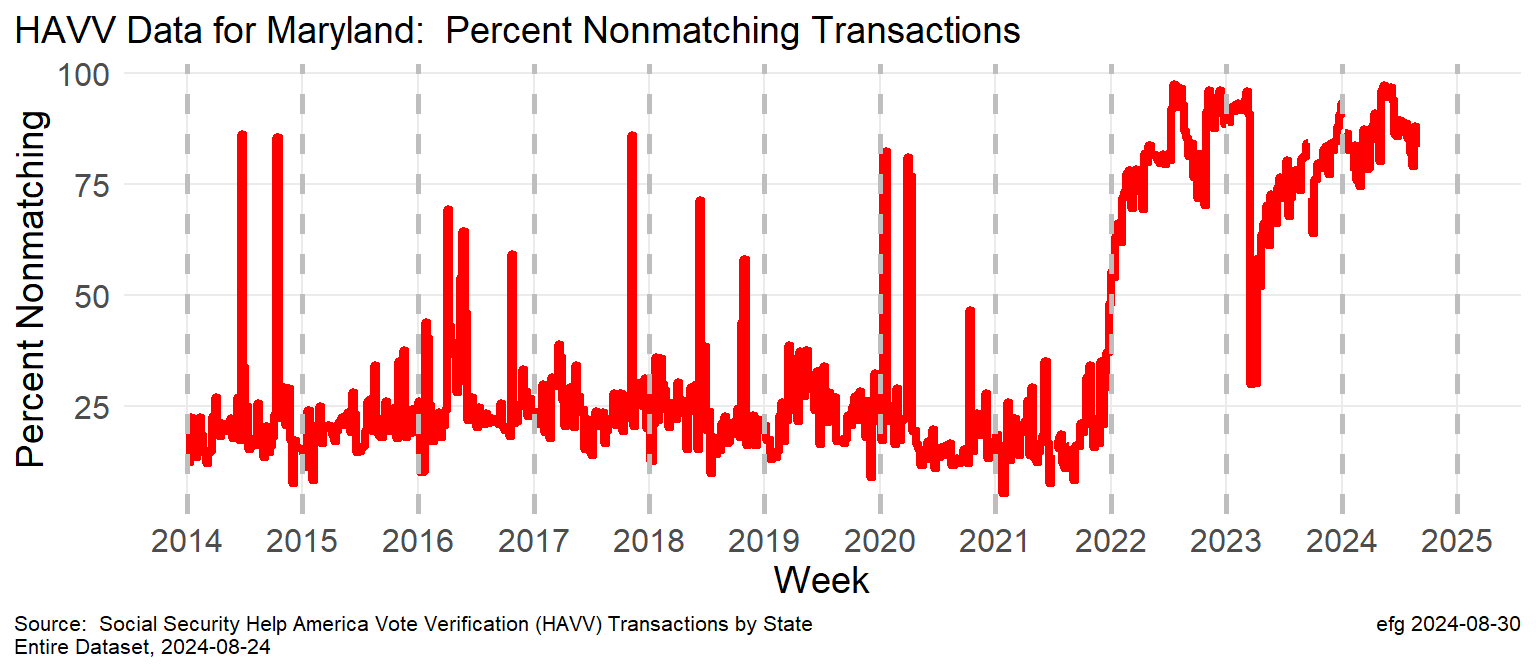 HAVV Data for Maryland:  Percent Nonmatching Transactions
Percent Nonmatching
100
75
50
25
2014 2015 2016 2017 2018 2019 2020 2021 2022 2023 2024 2025
Week
Source:  Social Security Help America Vote Verification (HAVV) Transactions by State
Entire Dataset, 2024-08-24
efg 2024-08-30